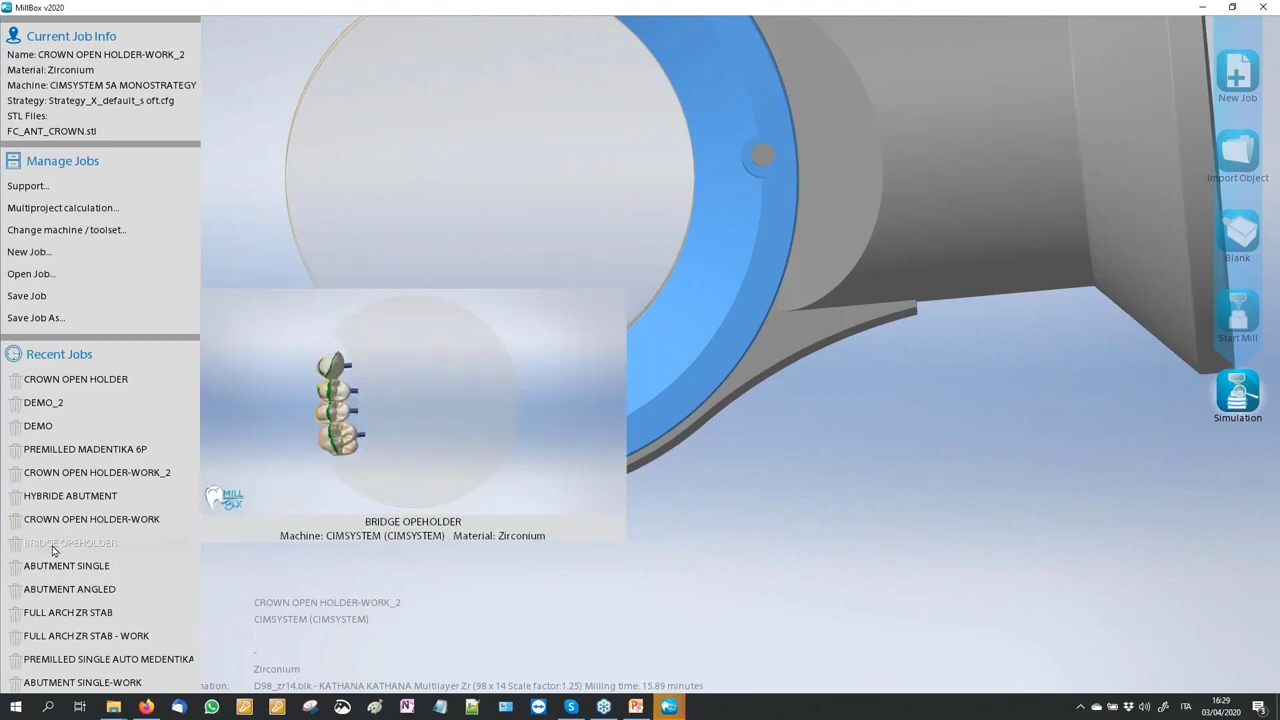 MillBox v2020
Current Job Info
Name: CROWN OPEN HOLDER-WORK_2
Material: Zirconium
Machine: CIMSYSTEM 5A MONOSTRATEGY
Strategy: Strategy_X_default_s oft.cfg
STL Files:
FC_ANT_CROWN.stl
Manage Jobs
Support...
Multiproject calculation...
Change machine / toolset...
New Job...
Open Job...
Save Job
Save Job As...
Recent Jobs
CROWN OPEN HOLDER
DEMO_2
DEMO
PREMILLED MADENTIKA 6P
CROWN OPEN HOLDER-WORK_2
HYBRIDE ABUTMENT
CROWN OPEN HOLDER-WORK
BRIDGE OPEHOLDER
ABUTMENT SINGLE
ABUTMENT ANGLED
FULL ARCH ZR STAB
FULL ARCH ZR STAB - WORK
PREMILLED SINGLE AUTO MEDENTIKA
ABUTMENT SINGLE-WORK
MILL
BOX
BRIDGE OPEHOLDER
Machine: CIMSYSTEM (CIMSYSTEM) Material: Zirconium
CROWN OPEN HOLDER-WORK_2
CIMSYSTEM (CIMSYSTEM)
-
Zirconium
nation: D98_zr14.blk - KATHANA KATHANA Multilayer Zr (98 x 14 Scale factor:1.25) Milling time: 15.89 minutes
New Job
Import Object
Blank
Start Mill
Simulation
ITA
16:29
03/04/2020